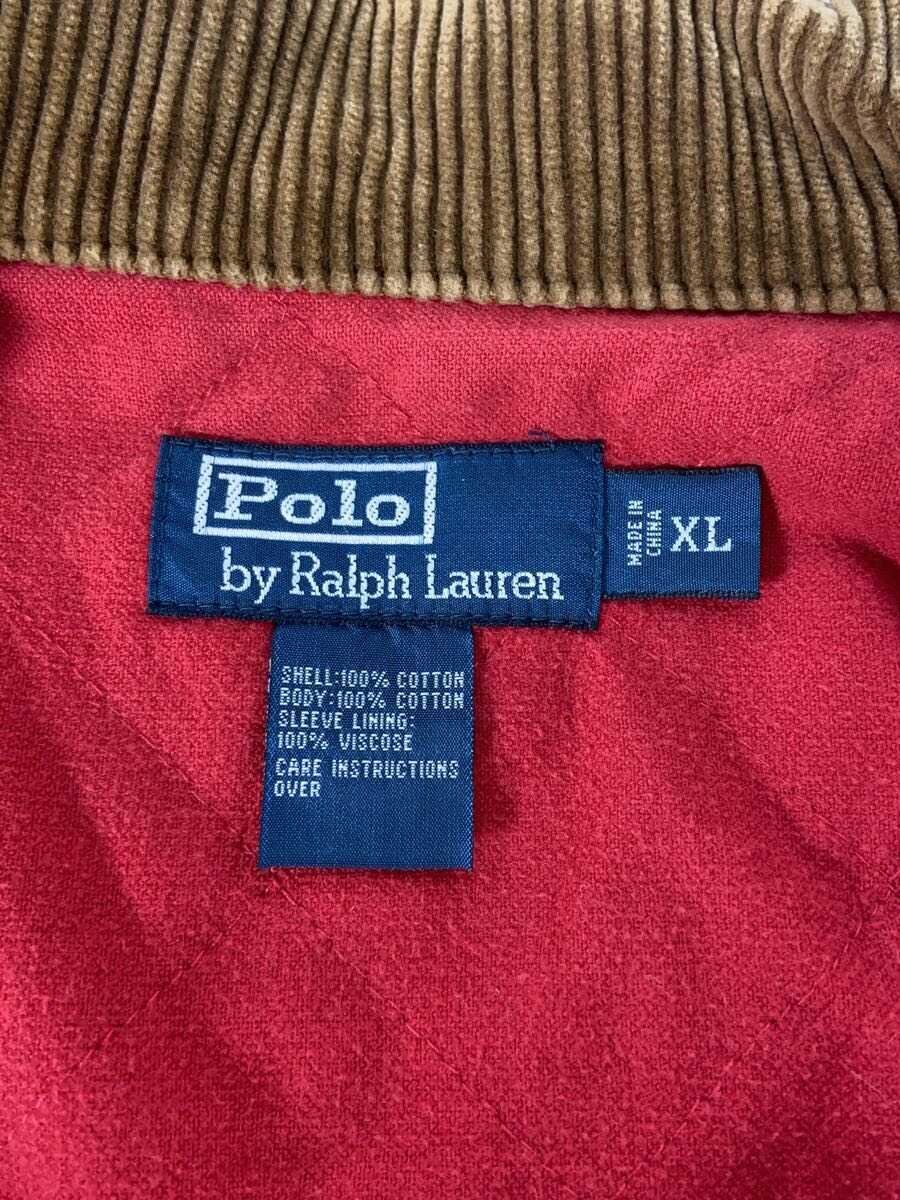 Polo
by Ralph Lauren
MADE IN
CHINA
XL
SHELL:100% COTTON
BODY:100% COTTON
SLEEVE LINING:
100% VISCOSE
CARE INSTRUCTIONS
OVER